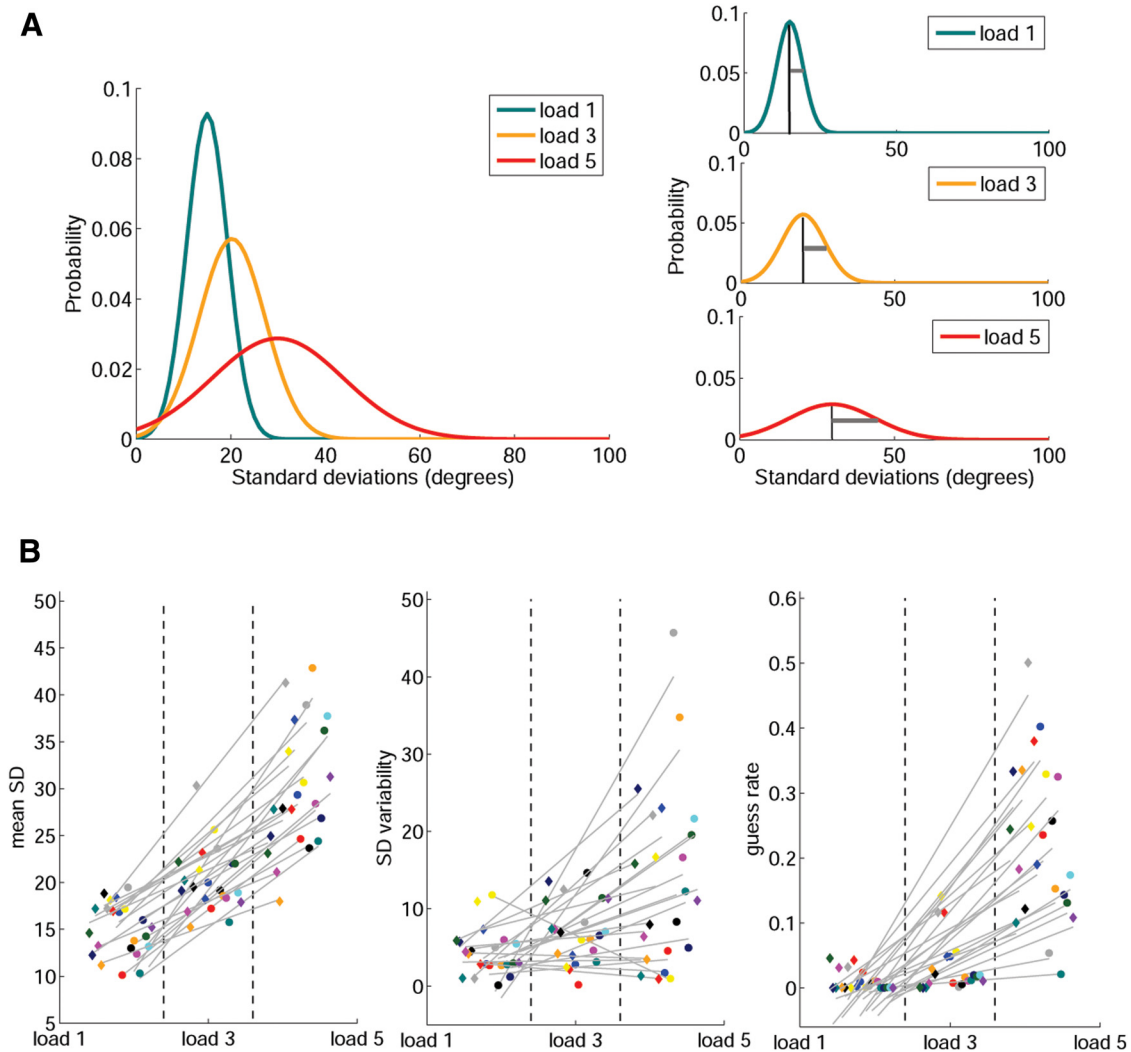 A
0.1
0.08
0.06
0.04
0.02
0
Probability
load 1
load 3
load 5
0 20 40 60 80 100
Standard deviations (degrees)
0.1
0.05
0
load 1
0 50 100
0.1
0.05
0
Probability
load 3
0 50 100
0.1
0.05
0
load 5
0 50 100
Standard deviations (degrees)
B
50
45
40
35
30
25
20
15
10
5
mean SD
load 1 load 3 load 5
50
40
30
20
10
0
SD variability
load 1 load 3 load 5
0.6
0.5
0.4
0.3
0.2
0.1
0
guess rate
load 1 load 3 load 5